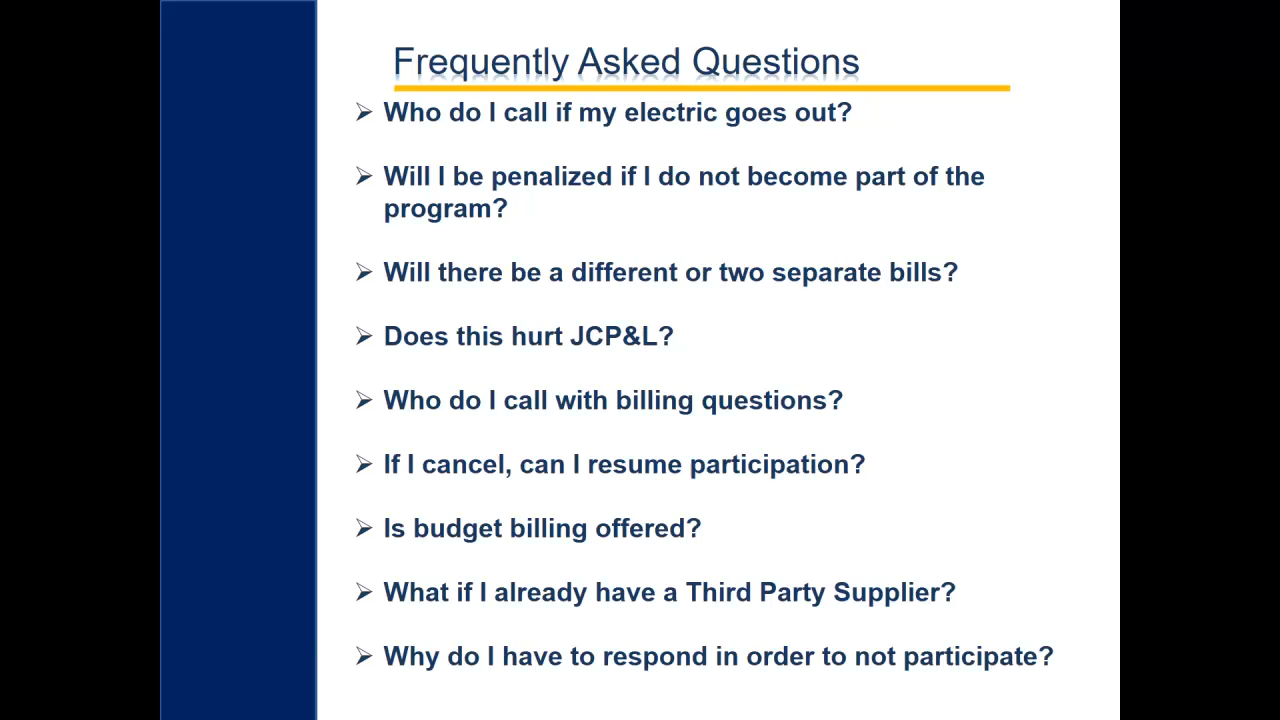 Frequently Asked Questions
Who do I call if my electric goes out?
Will I be penalized if I do not become part of the
program?
Will there be a different or two separate bills?
Does this hurt JCP&L?
Who do I call with billing questions?
If I cancel, can I resume participation?
Is budget billing offered?
What if I already have a Third Party Supplier?
Why do I have to respond in order to not participate?